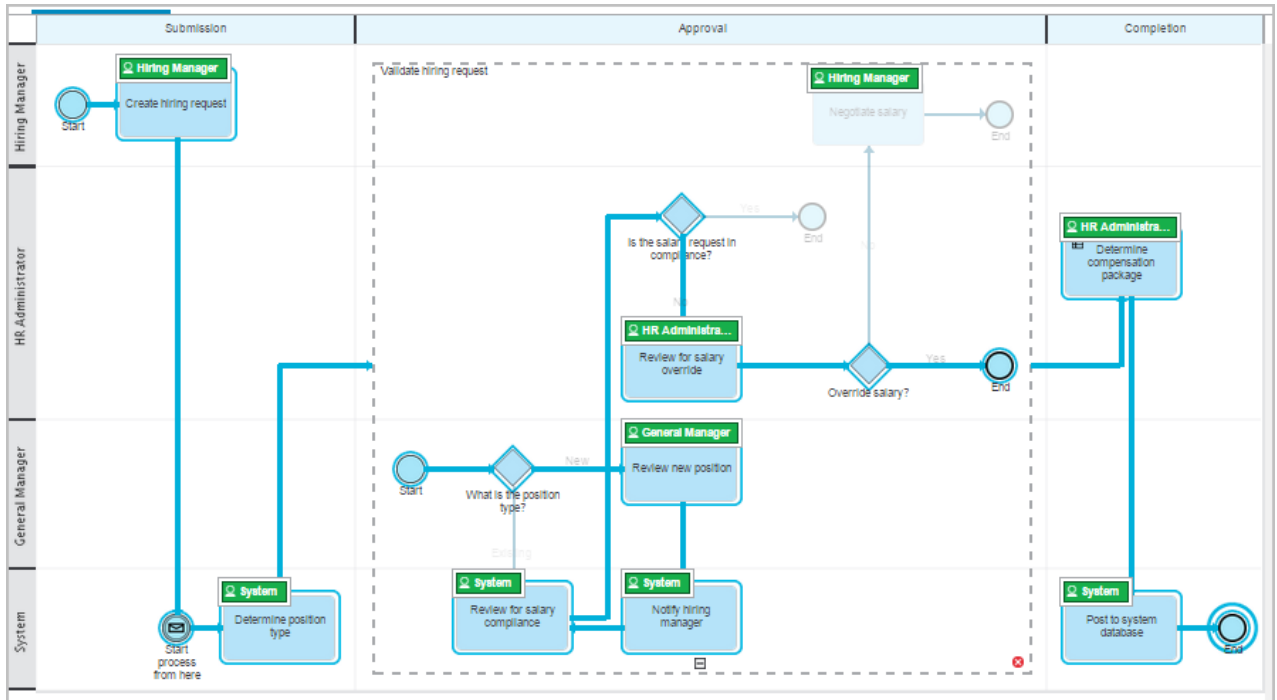 Submission
Approval
Completion
Hiring Manager
Hiring Manager
Create hiring request
Start
Validate hiring request
Hiring Manager
Negotiate salary
End
HR Administrator
Is the salary request in
compliance?
Yes
End
No
No
HR Administra...
Review for salary
override
Override salary?
Yes
End
HR Administra...
Determine
compensation
package
General Manager
Start
What is the position
type?
New
Existing
General Manager
Review new position
System
Start
process
from here
System
Determine position
type
System
Review for salary
compliance
System
Notify hiring
manager
System
Post to system
database
End